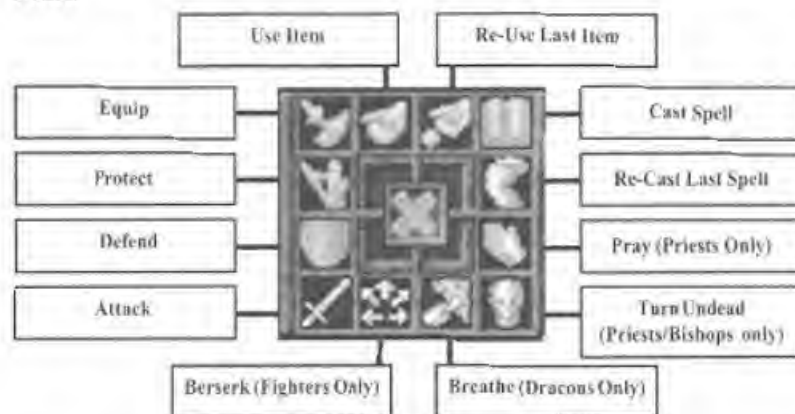 Use Item
Re-Use Last Item
Equip
Cast Spell
Protect
Re-Cast Last Spell
Defend
Pray (Priests Only)
Attack
Turn Undead
(Priests/Bishops only)
Berserk (Fighters Only)
Breathe (Dracons Only)